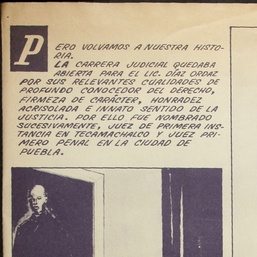 PERO VOLVAMOS A NUESTRA HISTO-
RIA.
LA CARRERA JUDICIAL QUEDABA
ABIERTA PARA EL LIC. DÍAZ ORDAZ
POR SUS RELEVANTES CUALIDADES DE
PROFUNDO CONOCEDOR DEL DERECHO,
FIRMEZA DE CARÁCTER, HONRADEZ
ACRISOLADA E INNATO SENTIDO DE LA
JUSTICIA. POR ELLO FUE NOMBRADO
SUCESIVAMENTE, JUEZ DE PRIMERA INS-
TANCIA EN TECAMACHALCO Y JUEZ PRI-
MERO PENAL EN LA CIUDAD DE
PUEBLA.